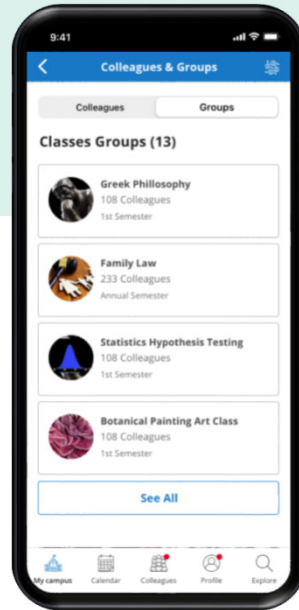 9:41
Colleagues & Groups
Colleagues Groups
Classes Groups (13)
Greek Phillosophy
108 Colleagues
1st Semester
Family Law
233 Colleagues
Annual Semester
Statistics Hypothesis Testing
108 Colleagues
1st Semester
Botanical Painting Art Class
108 Colleagues
1st Semester
See All
My campus Calendar Colleagues Profile Explore